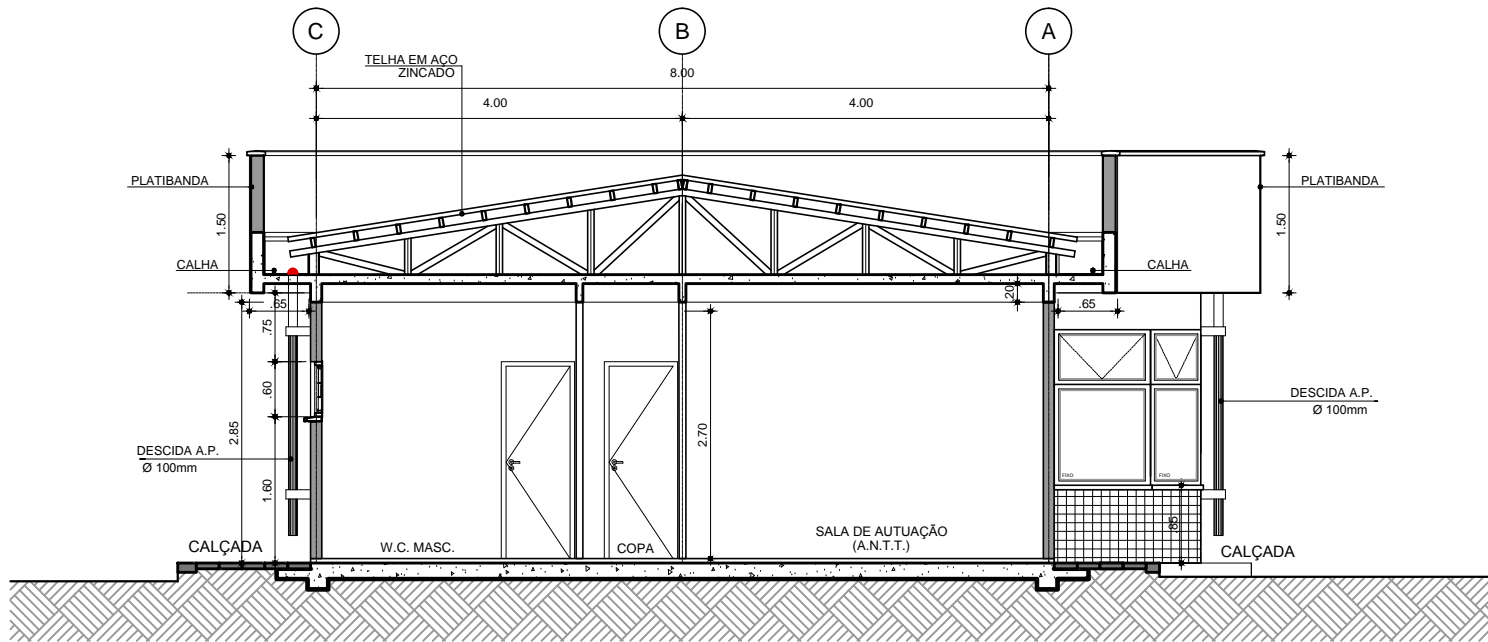 C
B
A
TELHA EM AÇO
ZINCADO
8.00
4.00
4.00
PLATIBANDA
PLATIBANDA
1.50
1.50
CALHA
CALHA
.65
.20
.65
.75
.60
2.85
2.70
1.60
DESCIDA A.P.
Ø 100mm
DESCIDA A.P.
Ø 100mm
FIXO
FIXO
.85
CALÇADA
W.C. MASC.
COPA
SALA DE AUTUAÇÃO
(A.N.T.T.)
CALÇADA